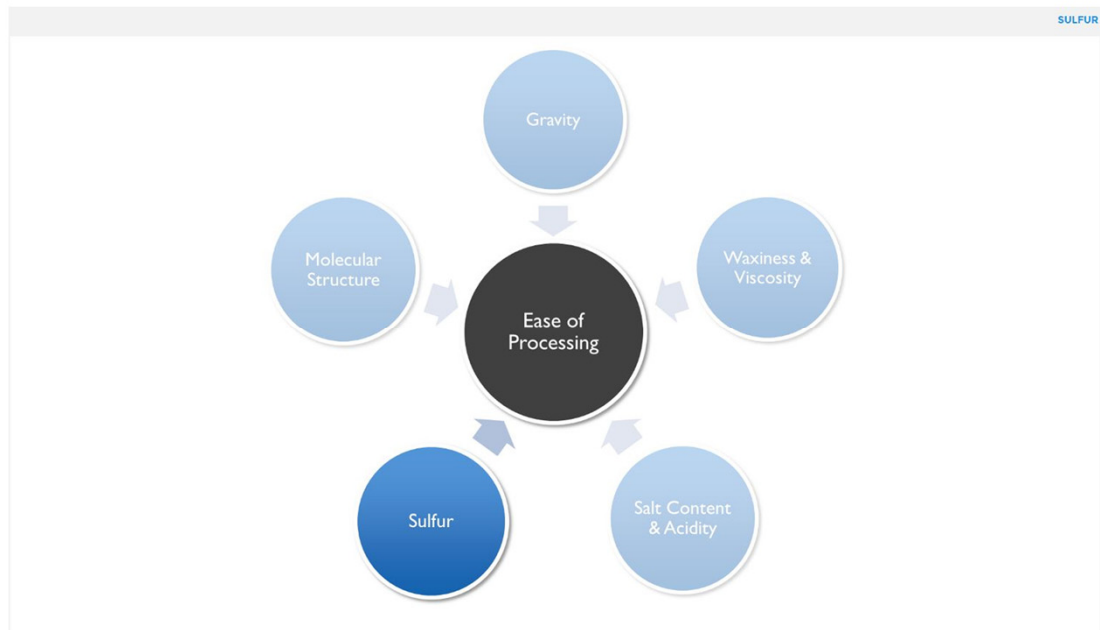 SULFUR
Gravity
Molecular
Structure
Waxiness &
Viscosity
Ease of
Processing
Sulfur
Salt Content
& Acidity